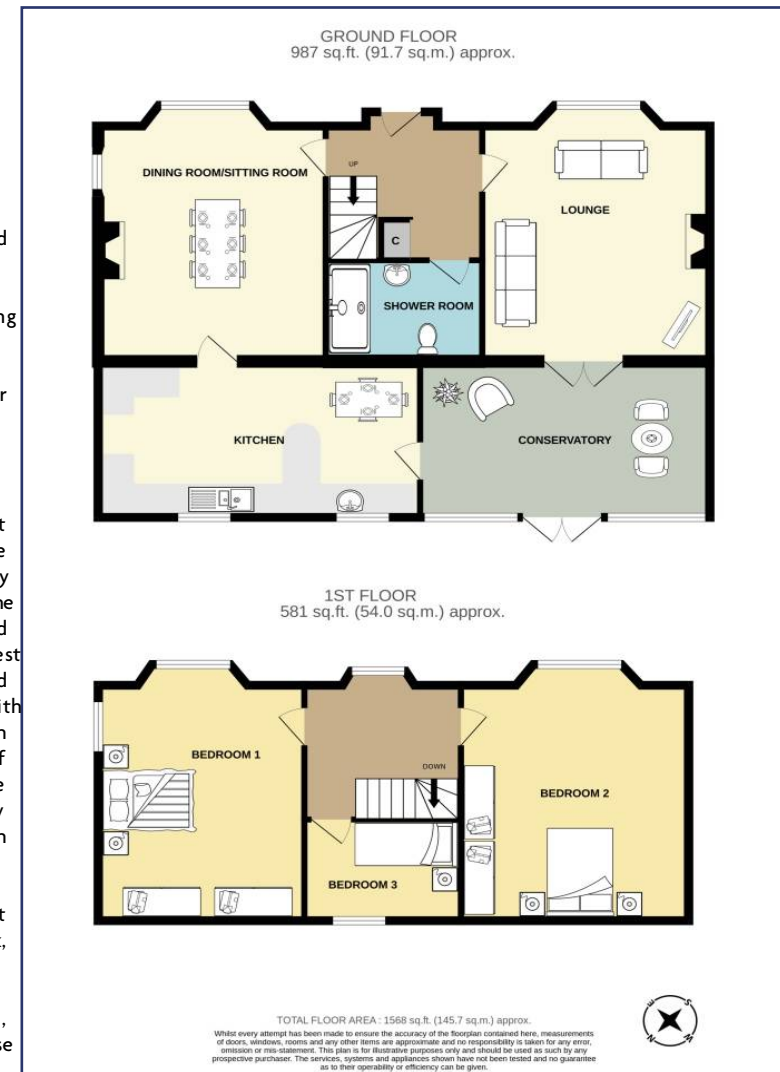 GROUND FLOOR
987 sq.ft. (91.7 sq.m.) approx.
DINING ROOM/SITTING ROOM
UP
LOUNGE
C
SHOWER ROOM
KITCHEN
CONSERVATORY
1ST FLOOR
581 sq.ft. (54.0 sq.m.) approx.
BEDROOM 1
DOWN
BEDROOM 2
BEDROOM 3
TOTAL FLOOR AREA : 1568 sq.ft. (145.7 sq.m.) approx.
Whilst every attempt has been made to ensure the accuracy of the floorplan contained here, measurements
of doors, windows, rooms and any other items are approximate and no responsibility is taken for any error,
omission or mis-statement. This plan is for illustrative purposes only and should be used as such by any
prospective purchaser. The services, systems and appliances shown have not been tested and no guarantee
as to their operability or efficiency can be given.
E
S
N
W